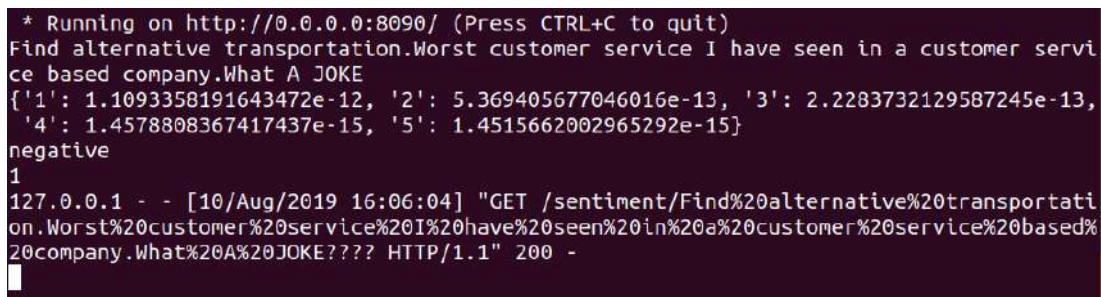 * Running on http://0.0.0.0:8090/ (Press CTRL+C to quit)
Find alternative transportation.Worst customer service I have seen in a customer servi
ce based company.What A JOKE
{'1': 1.1093358191643472e-12, '2': 5.369405677046016e-13, '3': 2.2283732129587245e-13,
 '4': 1.4578808367417437e-15, '5': 1.4515662002965292e-15}
negative
1
127.0.0.1 - - [10/Aug/2019 16:06:04] "GET /sentiment/Find%20alternative%20transportati
on.Worst%20customer%20service%20I%20have%20seen%20in%20a%20customer%20service%20based%
20company.What%20A%20JOKE???? HTTP/1.1" 200 -